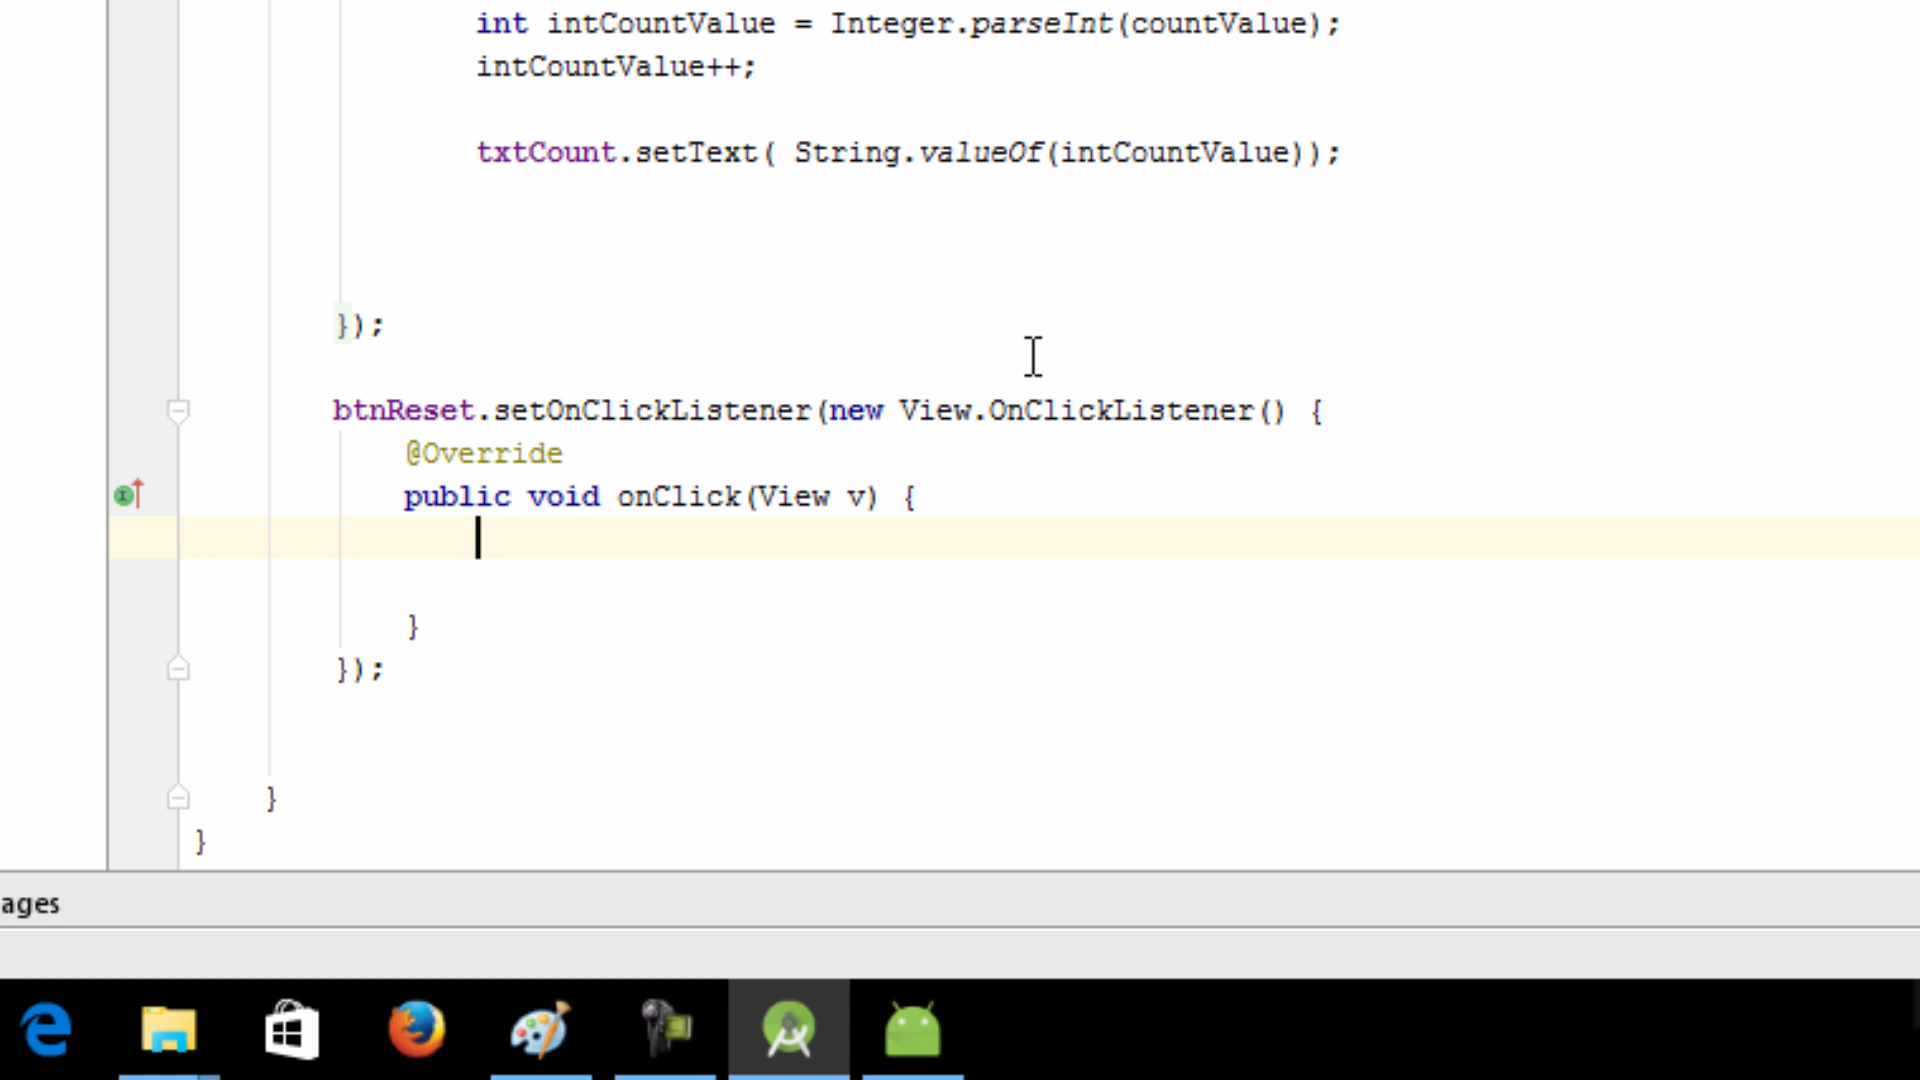 int intCountValue = Integer.parseInt(countValue);
intCountValue++;
txtCount.setText( String.valueOf(intCountValue));
});
btnReset.setOnClickListener(new View.OnClickListener() {
@Override
public void onClick(View v) {
}
});
}
}
ages